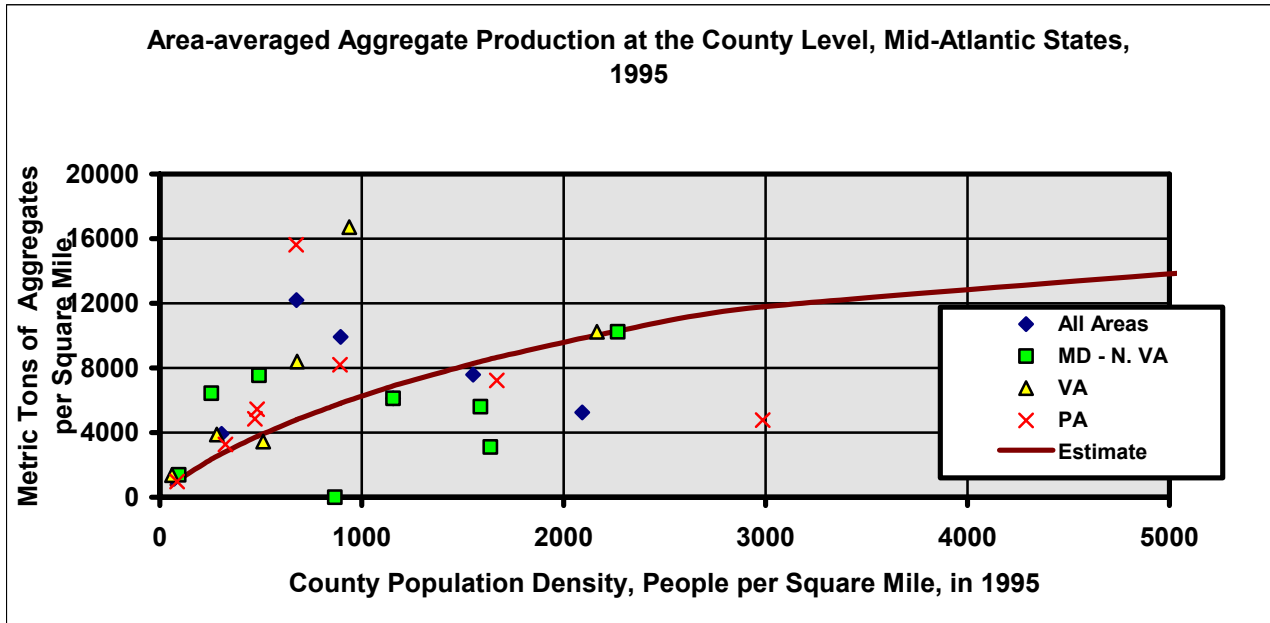 Area-averaged Aggregate Production at the County Level, Mid-Atlantic States,
1995
Metric Tons of Aggregates
per Square Mile
20000
16000
12000
8000
4000
0
0 1000 2000 3000 4000 5000
County Population Density, People per Square Mile, in 1995
All Areas
MD - N. VA
VA
PA
Estimate